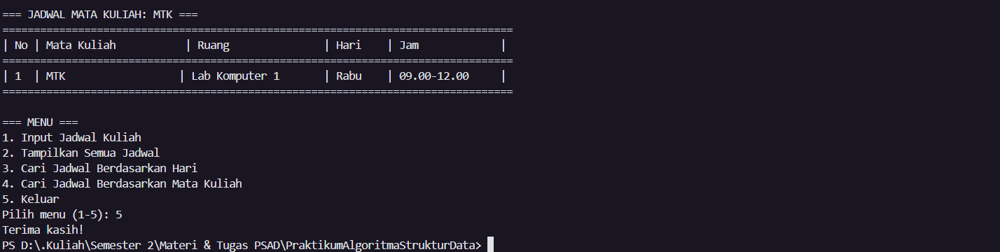 === JADWAL MATA KULIAH: MTK ===
=================================================================================
| No | Mata Kuliah           | Ruang               | Hari    | Jam             |
=================================================================================
| 1  | MTK                  | Lab Komputer 1       | Rabu    | 09.00-12.00     |
=================================================================================
=== MENU ===
1. Input Jadwal Kuliah
2. Tampilkan Semua Jadwal
3. Cari Jadwal Berdasarkan Hari
4. Cari Jadwal Berdasarkan Mata Kuliah
5. Keluar
Pilih menu (1-5): 5
Terima kasih!
PS D:\.Kuliah\Semester 2\Materi & Tugas PSAD\PraktikumAlgoritmaStrukturData>